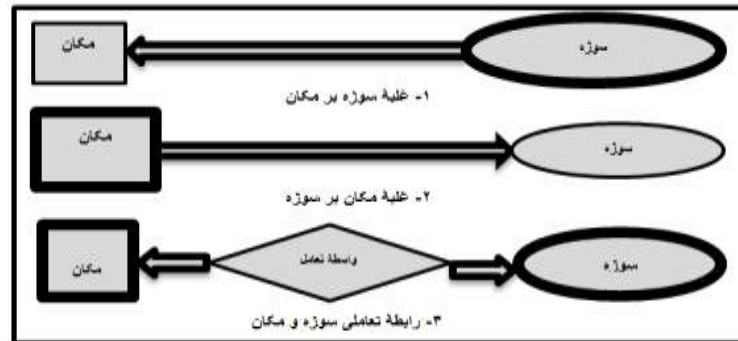 سوژه
مکان
۱- غلبهٔ سوژه بر مکان
مکان
سوژه
۲- غلبهٔ مکان بر سوژه
واسطهٔ تعامل
سوژه
مکان
۳- رابطهٔ تعاملی سوژه و مکان